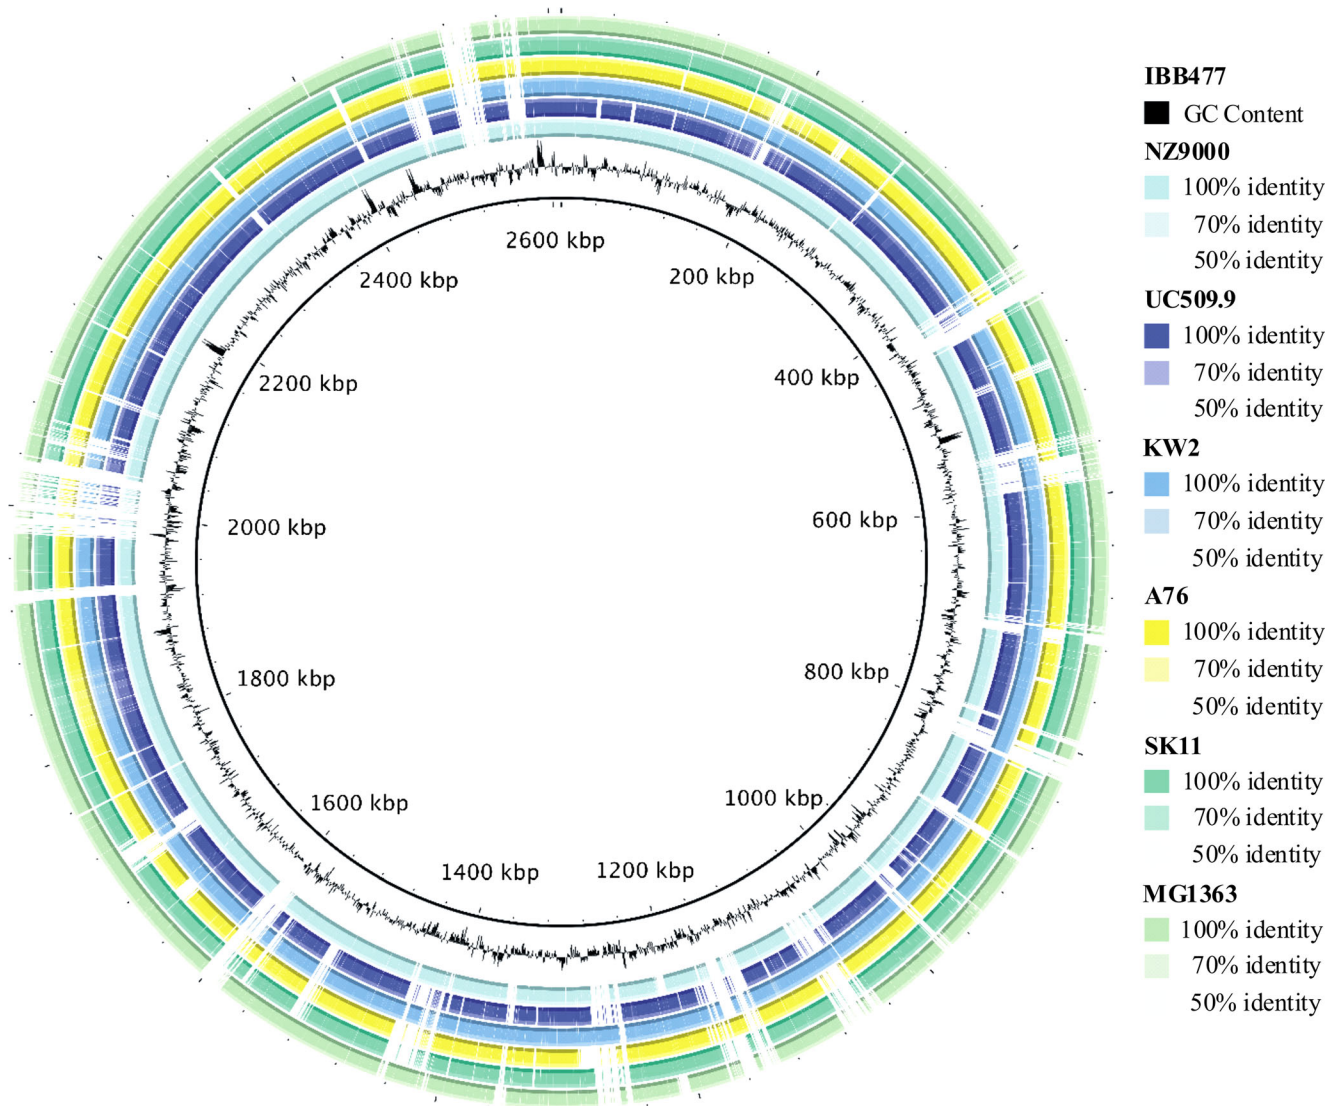 2600 kbp
200 kbp
400 kbp
600 kbp
800 kbp
1000 kbp
1200 kbp
1400 kbp
1600 kbp
1800 kbp
2000 kbp
2200 kbp
2400 kbp
IBB477
GC Content
NZ9000
100% identity
70% identity
50% identity
UC509.9
100% identity
70% identity
50% identity
KW2
100% identity
70% identity
50% identity
A76
100% identity
70% identity
50% identity
SK11
100% identity
70% identity
50% identity
MG1363
100% identity
70% identity
50% identity